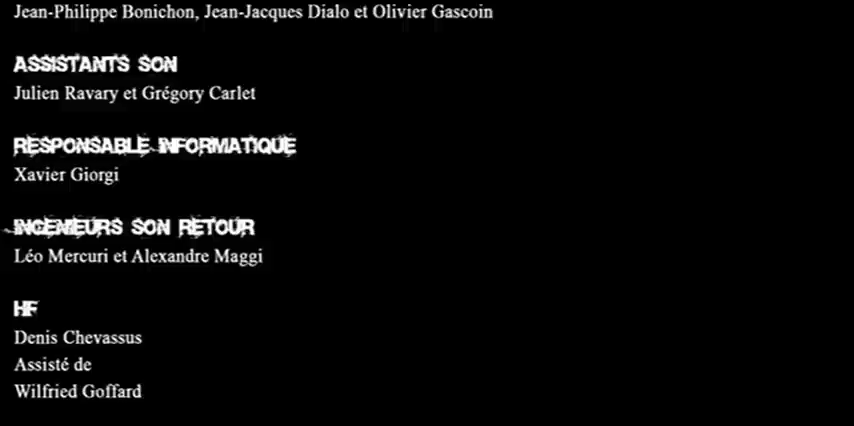 Jean-Philippe Bonichon, Jean-Jacques Dialo et Olivier Gascoin
ASSISTANTS SON
Julien Ravary et Grégory Carlet
RESPONSABLE INFORMATIQUE
Xavier Giorgi
INGENIEURS SON RETOUR
Léo Mercuri et Alexandre Maggi
HF
Denis Chevassus
Assisté de
Wilfried Goffard